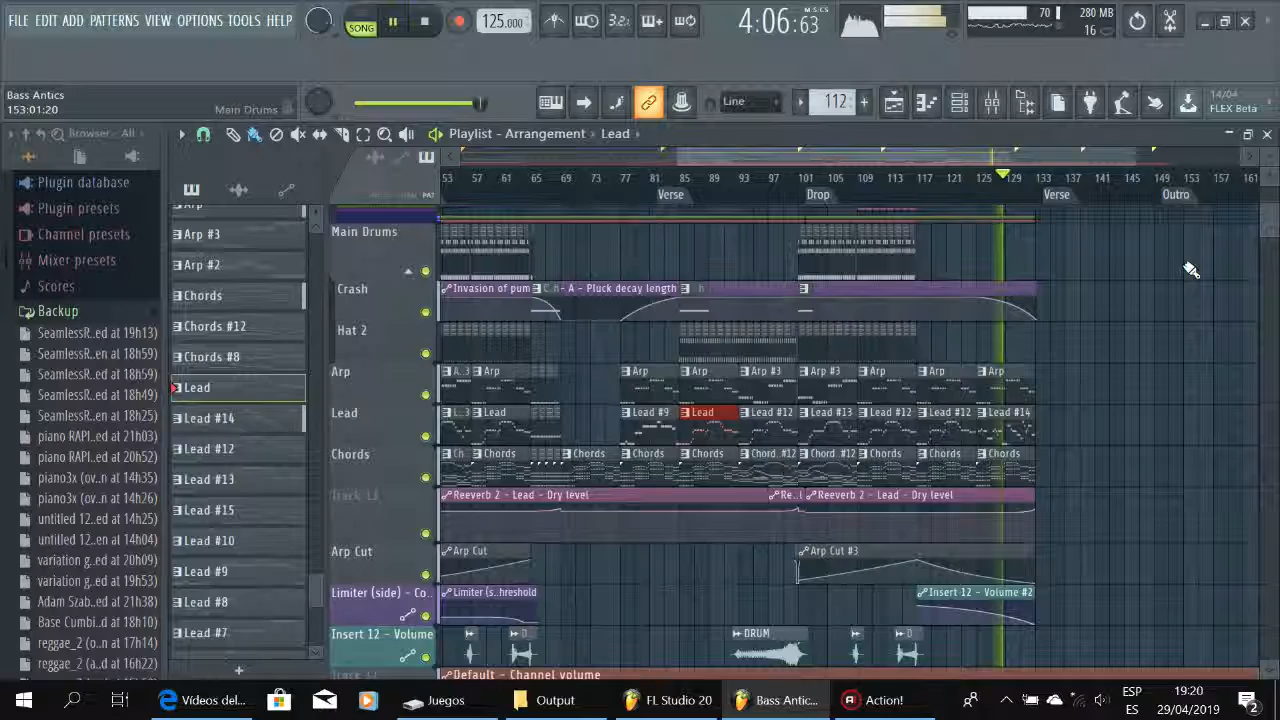 FILE EDIT ADD PATTERNS VIEW OPTIONS TOOLS HELP
SONG
125.000
4:06:63
M:S:CS
70
280 MB
16
Bass Antics
153:01:20
Main Drums
Line
112
14/04
FLEX Beta
Browser - All
Playlist - Arrangement › Lead ›
Plugin database
Plugin presets
Channel presets
Mixer presets
Scores
Backup
SeamlessR..ed at 19h13)
SeamlessR..en at 18h59)
SeamlessR..ed at 18h59)
SeamlessR..ed at 18h49)
SeamlessR..en at 18h25)
piano RAPI..ed at 21h03)
piano RAPI..ed at 20h52)
piano3x (ov..n at 14h35)
piano3x (ov..n at 14h26)
untitled 12..en at 14h25)
untitled 12..en at 14h04)
variation g..ed at 20h09)
variation g..ed at 19h53)
Adam Szab..ed at 21h38)
Base Cumbi..ed at 18h10)
reggae_2 (o..n at 17h14)
reggae_2 (a..d at 16h22)
Arp
Arp #3
Arp #2
Chords
Chords #12
Chords #8
Lead
Lead #14
Lead #12
Lead #13
Lead #15
Lead #10
Lead #9
Lead #8
Lead #7
+
PAT
53 57 61 65 69 73 77 81 85 89 93 97 101 105 109 113 117 121 125 129 133 137 141 145 149 153 157 161
Verse Drop Verse Outro
Main Drums
Crash
Invasion of pum
A - Pluck decay length
Hat 2
Arp
A..3 Arp Arp Arp Arp #3 Arp #3 Arp Arp Arp
Lead
L..3 Lead Lead #9 Lead Lead #12 Lead #13 Lead #12 Lead #12 Lead #14
Chords
Ch Chords Chords Chords Chords Chord..#12 Chord..#12 Chords Chords Chords
Reeverb 2 - Lead - Dry level Re.. Reeverb 2 - Lead - Dry level
Arp Cut
Arp Cut Arp Cut #3
Limiter (side) - Co..
Limiter (s..hreshold Insert 12 - Volume #2
Insert 12 - Volume
D DRUM D
Default - Channel volume
Vídeos del...
Juegos
Output
FL Studio 20
Bass Antic...
Action!
ESP
ES
19:20
29/04/2019
2